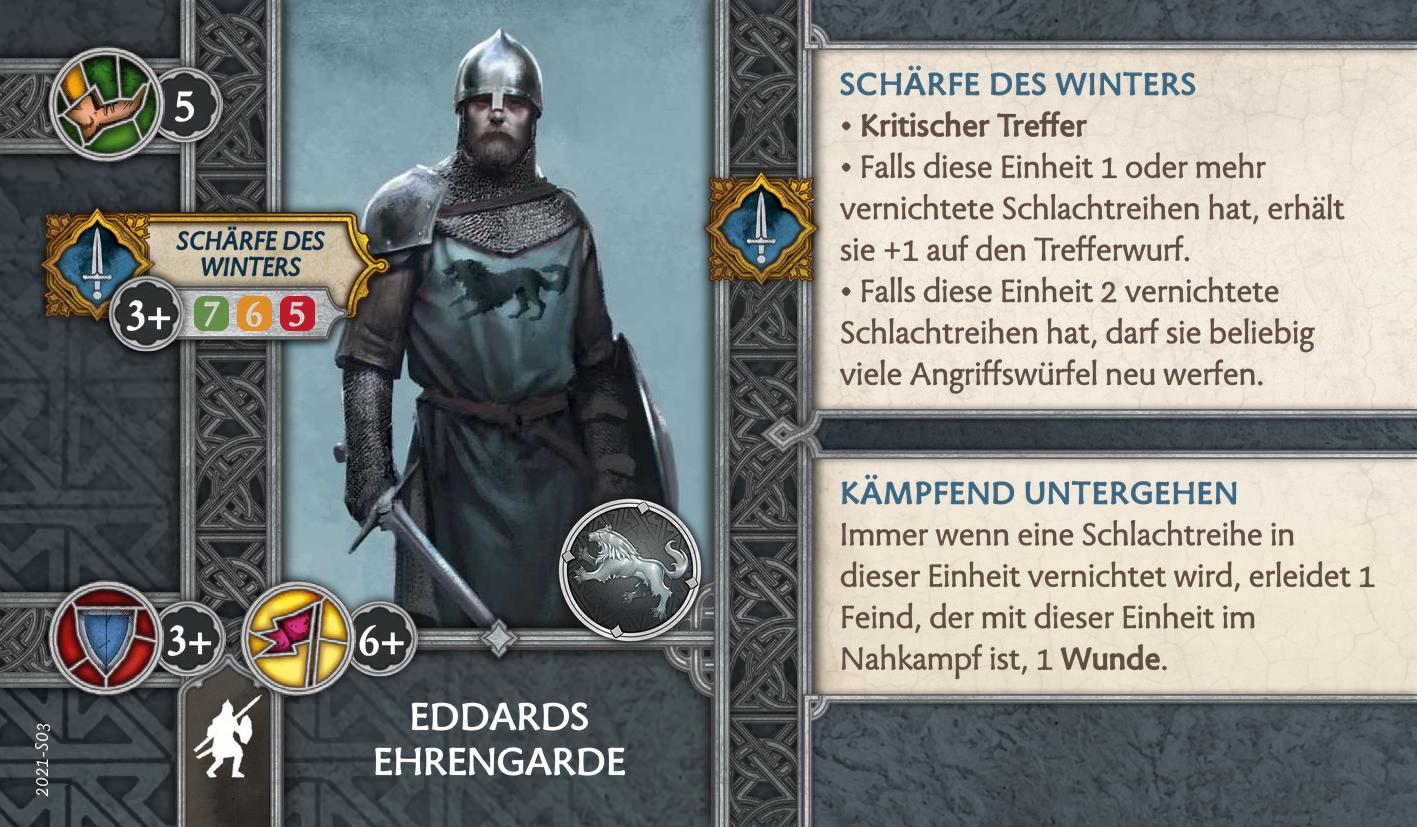 5
SCHÄRFE DES
WINTERS
3+ 7 6 5
3+ 6+
EDDARDS
EHRENGARDE
2021-S03
SCHÄRFE DES WINTERS
• Kritischer Treffer
• Falls diese Einheit 1 oder mehr
vernichtete Schlachtreihen hat, erhält
sie +1 auf den Trefferwurf.
• Falls diese Einheit 2 vernichtete
Schlachtreihen hat, darf sie beliebig
viele Angriffswürfel neu werfen.
KÄMPFEND UNTERGEHEN
Immer wenn eine Schlachtreihe in
dieser Einheit vernichtet wird, erleidet 1
Feind, der mit dieser Einheit im
Nahkampf ist, 1 Wunde.